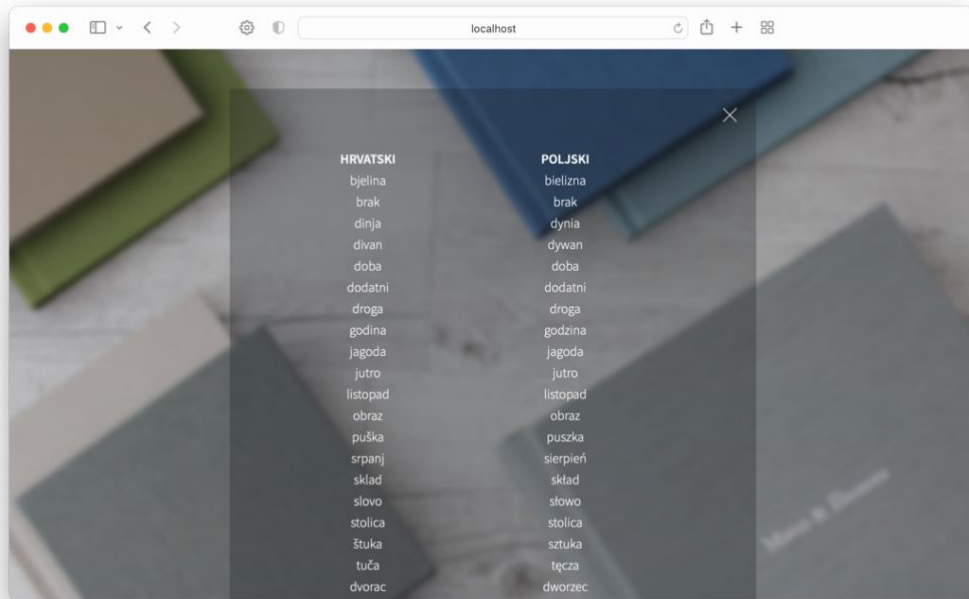 localhost
HRVATSKI POLJSKI
bjelina bielizna
brak brak
dinja dynia
divan dywan
doba doba
dodatni dodatni
droga droga
godina godzina
jagoda jagoda
jutro jutro
listopad listopad
obraz obraz
puška puszka
srpanj sierpień
sklad skład
slovo słowo
stolica stolica
štuka sztuka
tuča tęcza
dvorac dworzec